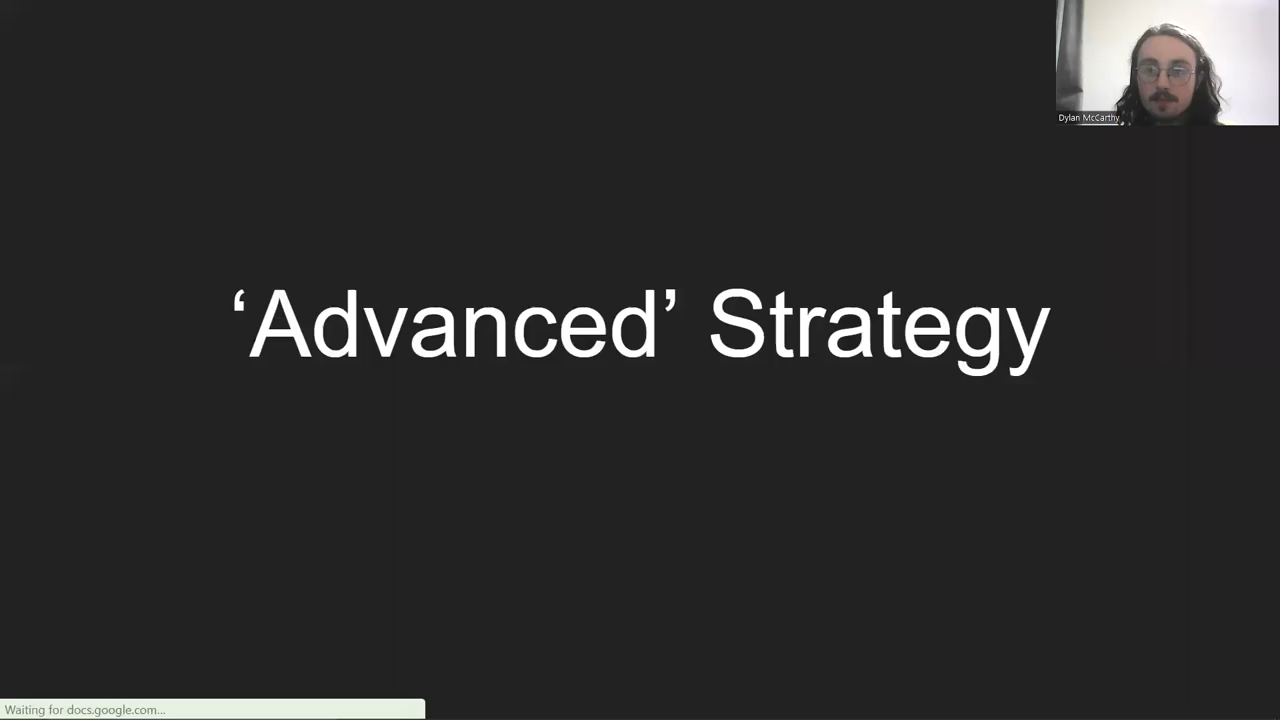 Dylan McCarthy
‘Advanced’ Strategy
Waiting for docs.google.com...